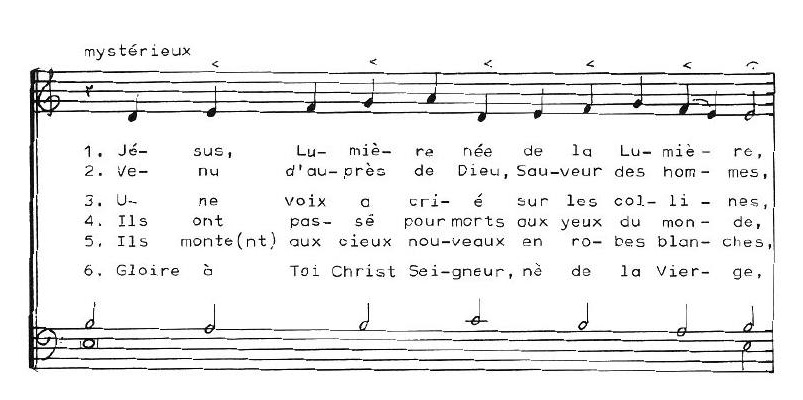 mystérieux
1. Jé- sus, Lu- miè- re née de la Lu- miè- re,
2. Ve- nu d'au-près de Dieu, Sau-veur des hom- mes,
3. U- ne voix a cri- é sur les col- li- nes,
4. Ils ont pas- sé pour morts aux yeux du mon- de,
5. Ils monte(nt) aux cieux nou-veaux en ro- bes blan- ches,
6. Gloire à Toi Christ Sei-gneur, nè de la Vier- ge,